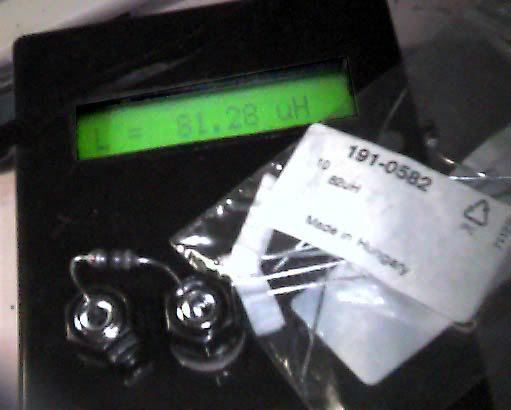 L = 81.28 uH
191-0582
10
82uH
Made in Hungary